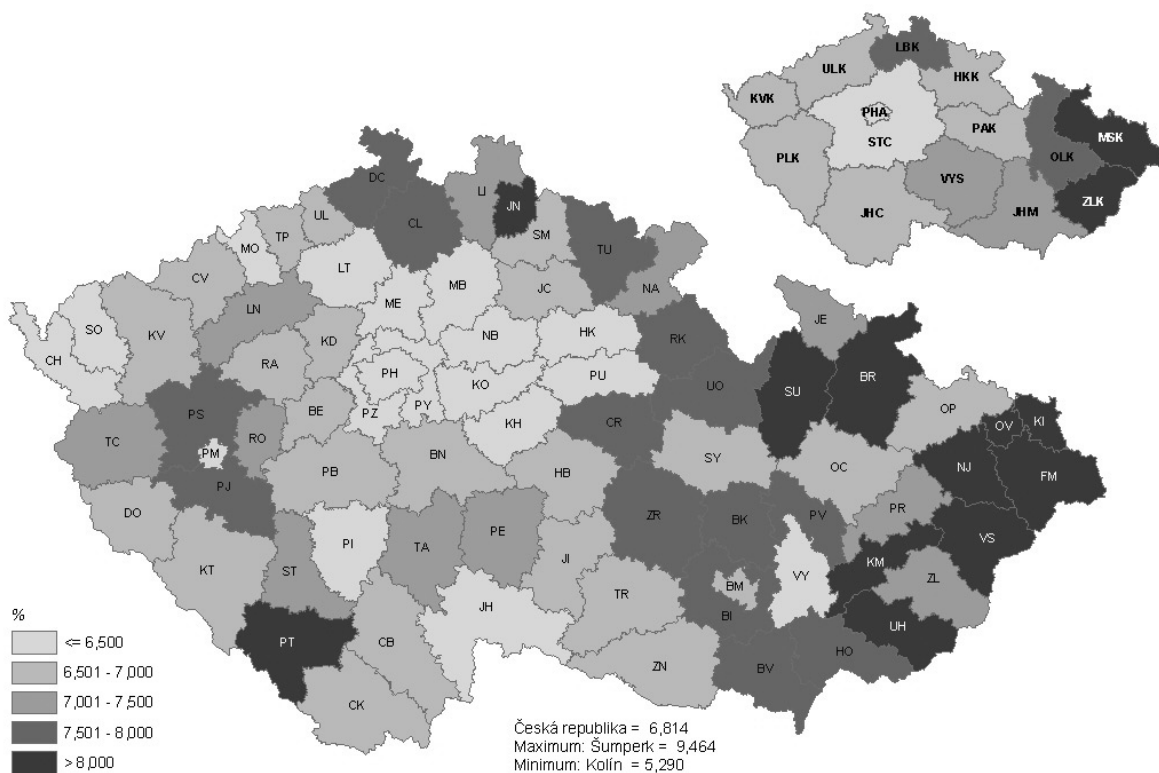 LBK
ULK
HKK
KVK
PHA
PAK
MSK
STC
OLK
PLK
VYS
ZLK
JHC
JHM
DC
LI
JN
UL
CL
TU
MO
TP
SM
CV
LT
NA
MB
JC
ME
LN
SO
KV
JE
CH
KD
NB
HK
RK
RA
PH
KO
PU
UO
SU
BR
BE
PZ
PY
OP
KI
PS
KH
CR
OV
TC
RO
PM
BN
SY
OC
NJ
FM
PB
HB
PJ
DO
PE
ZR
BK
PV
PR
VS
PI
TA
KT
ST
JI
BM
VY
KM
ZL
TR
JH
BI
UH
PT
CB
HO
ZN
BV
CK
%
<= 6,500
6,501 - 7,000
7,001 - 7,500
7,501 - 8,000
> 8,000
Česká republika = 6,814
Maximum: Šumperk = 9,464
Minimum: Kolín = 5,290